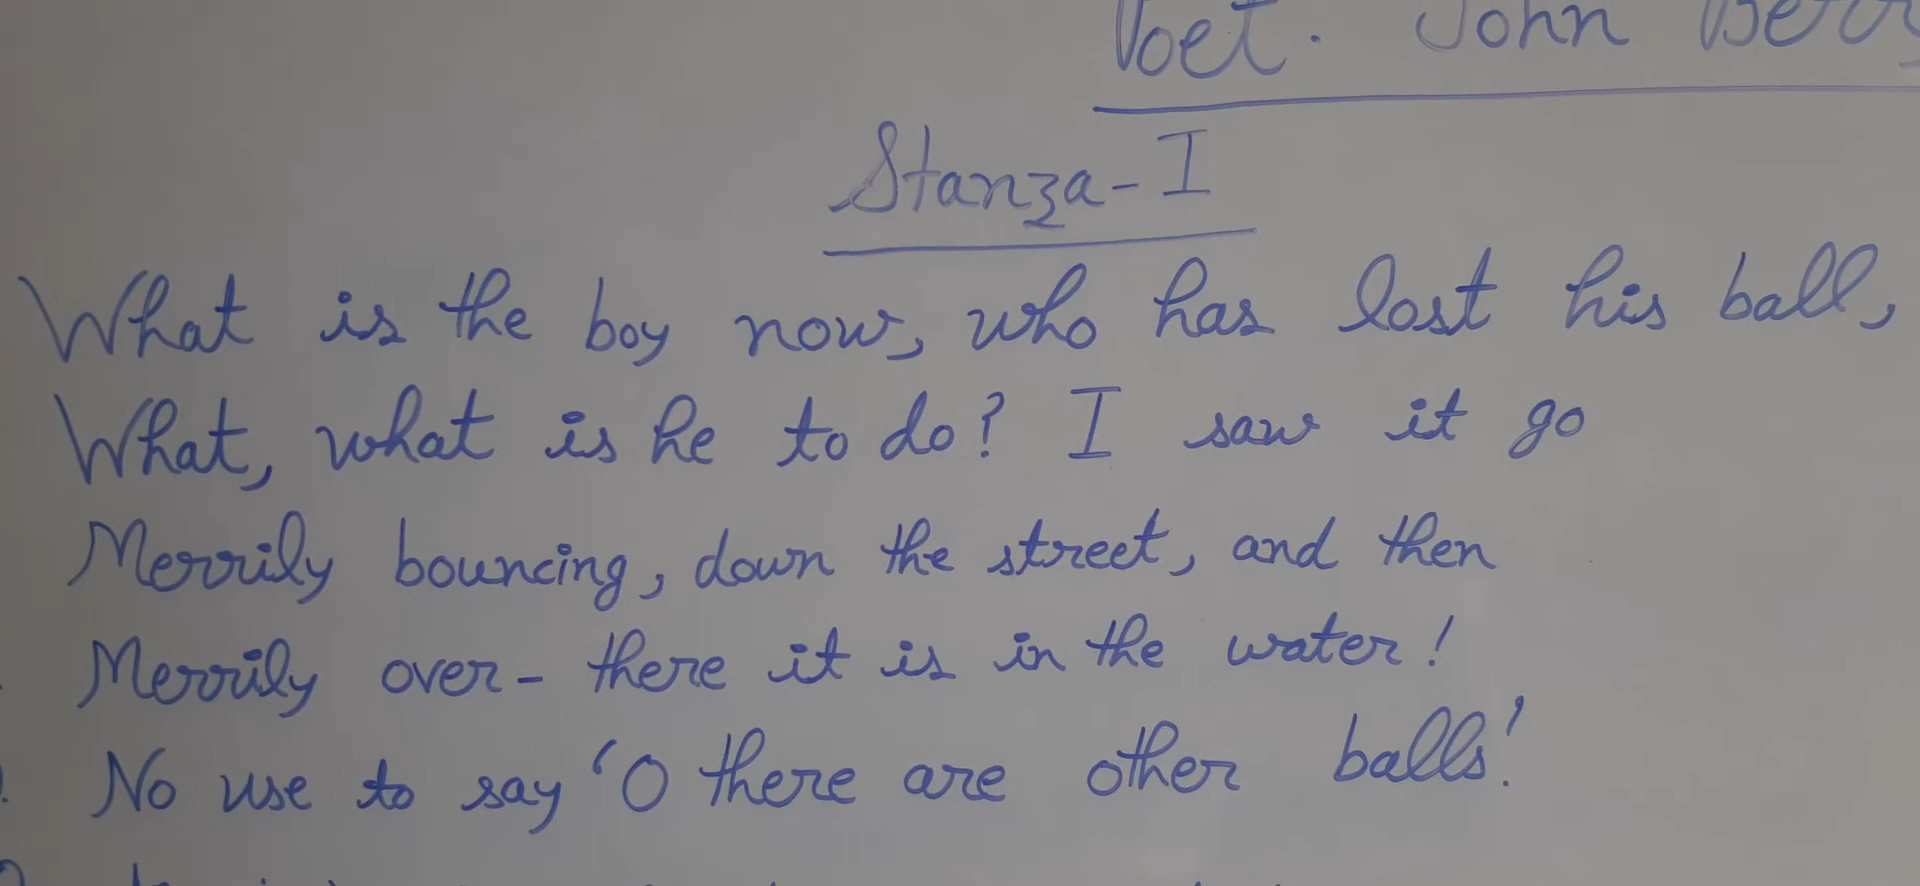 Poet. John
Stanza-I
What is the boy now, who has lost his ball,
What, what is he to do? I saw it go
Merrily bouncing, down the street, and then
Merrily over- there it is in the water!
No use to say 'O there are other balls'.